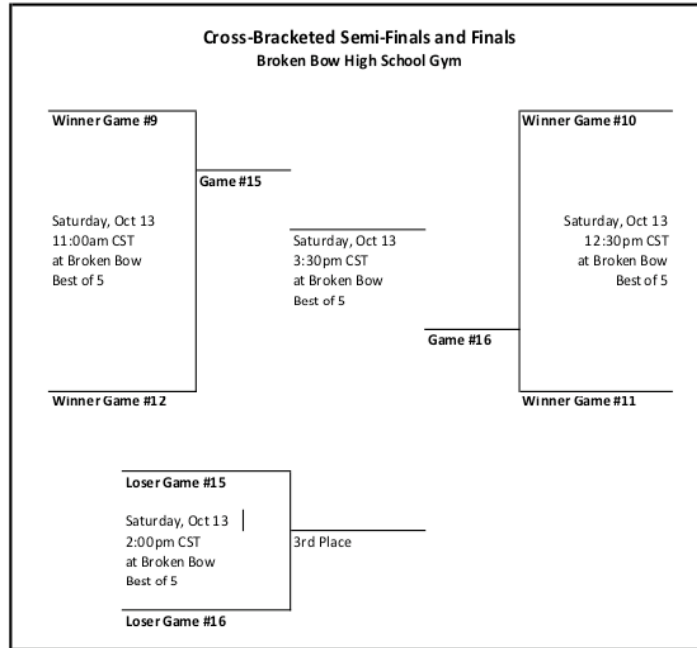 Cross-Bracketed Semi-Finals and Finals
Broken Bow High School Gym
Winner Game #9
Game #15
Saturday, Oct 13
11:00am CST
at Broken Bow
Best of 5
Winner Game #12
Saturday, Oct 13
3:30pm CST
at Broken Bow
Best of 5
Winner Game #10
Saturday, Oct 13
12:30pm CST
at Broken Bow
Best of 5
Game #16
Winner Game #11
Loser Game #15
Saturday, Oct 13
2:00pm CST
at Broken Bow
Best of 5
3rd Place
Loser Game #16